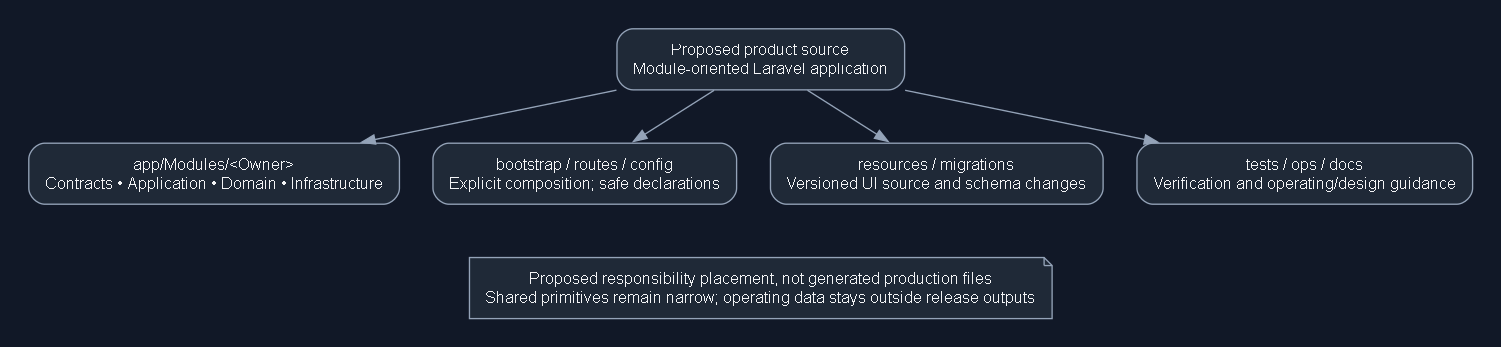 Proposed product source
Module-oriented Laravel application
app/Modules/<Owner>
Contracts • Application • Domain • Infrastructure
bootstrap / routes / config
Explicit composition; safe declarations
resources / migrations
Versioned UI source and schema changes
tests / ops / docs
Verification and operating/design guidance
Proposed responsibility placement, not generated production files
Shared primitives remain narrow; operating data stays outside release outputs